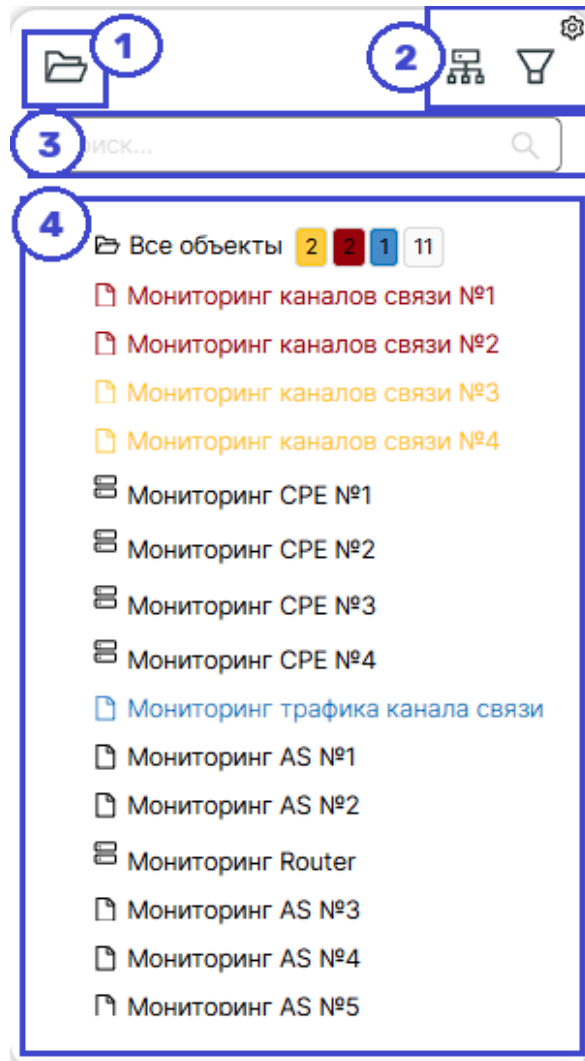 1
2
3
иск...
4
Все объекты 2 2 1 11
Мониторинг каналов связи №1
Мониторинг каналов связи №2
Мониторинг каналов связи №3
Мониторинг каналов связи №4
Мониторинг CPE №1
Мониторинг CPE №2
Мониторинг CPE №3
Мониторинг CPE №4
Мониторинг трафика канала связи
Мониторинг AS №1
Мониторинг AS №2
Мониторинг Router
Мониторинг AS №3
Мониторинг AS №4
Мониторинг AS №5